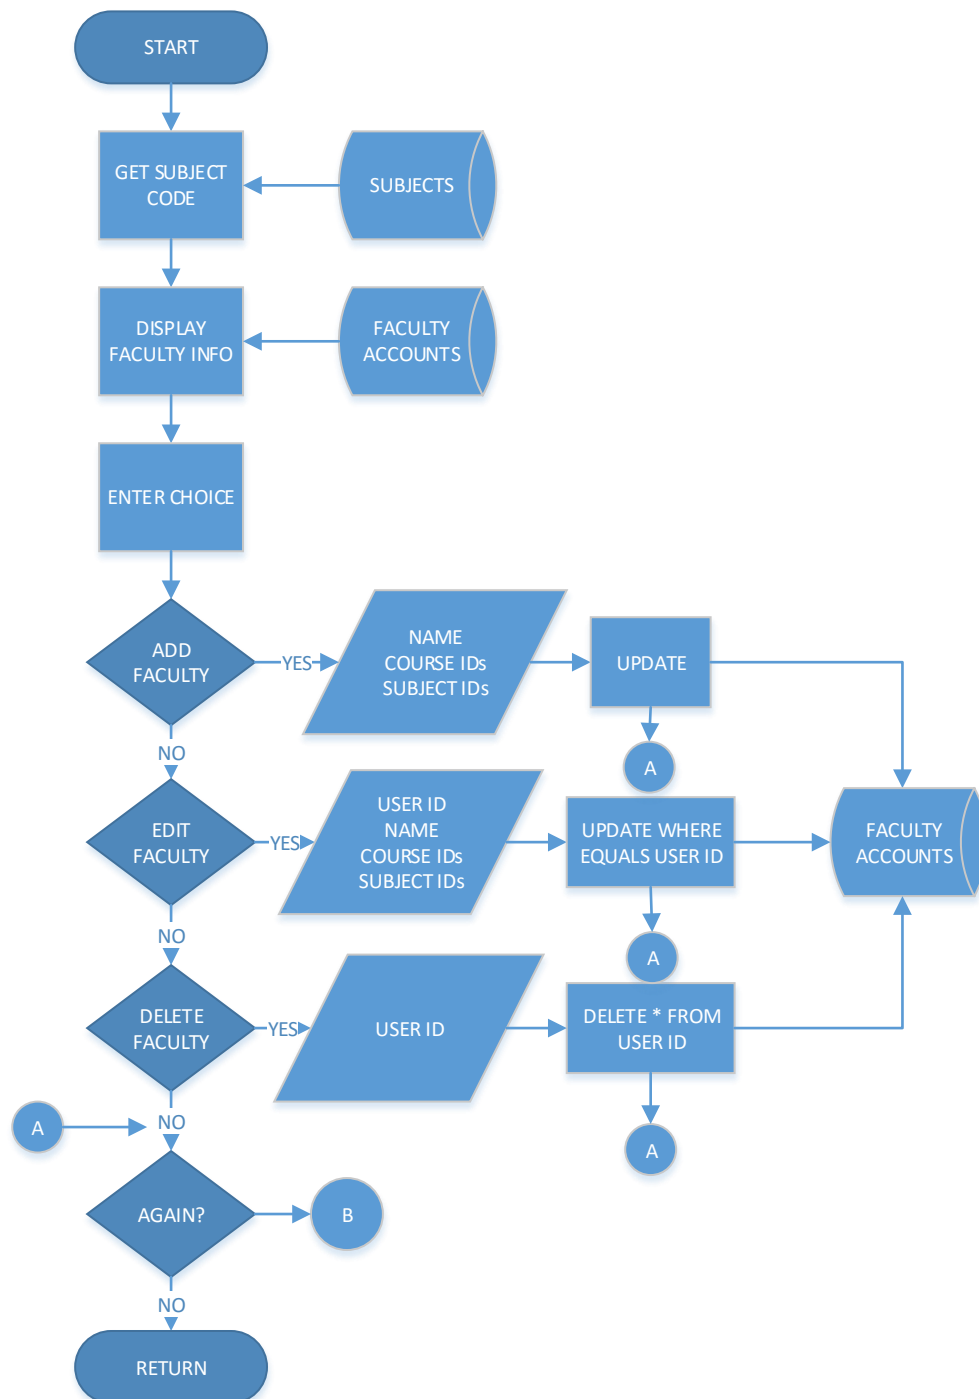 START
GET SUBJECT
CODE
SUBJECTS
DISPLAY
FACULTY INFO
FACULTY
ACCOUNTS
ENTER CHOICE
ADD
FACULTY
YES
NAME
COURSE IDs
SUBJECT IDs
UPDATE
NO
A
EDIT
FACULTY
YES
USER ID
NAME
COURSE IDs
SUBJECT IDs
UPDATE WHERE
EQUALS USER ID
FACULTY
ACCOUNTS
NO
A
DELETE
FACULTY
YES
USER ID
DELETE * FROM
USER ID
A
NO
A
AGAIN?
B
NO
RETURN